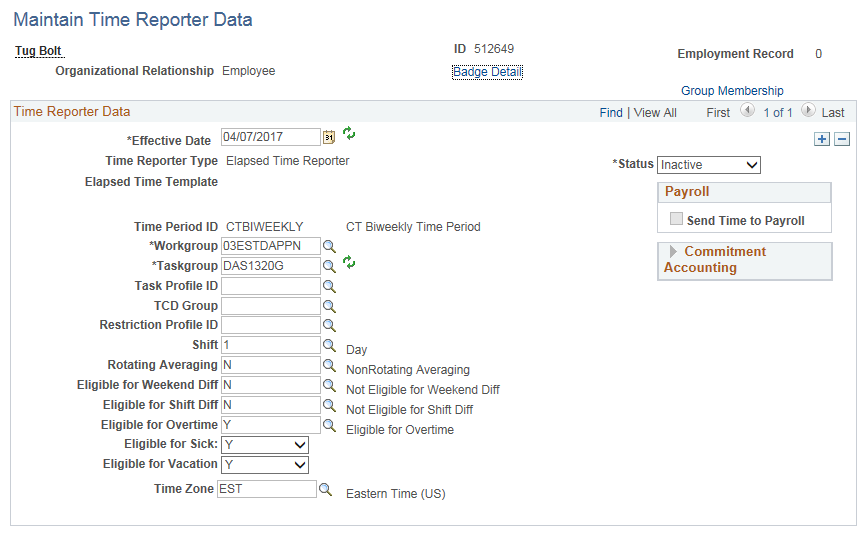 Maintain Time Reporter Data
Tug Bolt ID 512649 Employment Record 0
Organizational Relationship Employee Badge Detail
Group Membership
Time Reporter Data Find | View All First 1 of 1 Last
*Effective Date 04/07/2017 31
Time Reporter Type Elapsed Time Reporter *Status Inactive
Elapsed Time Template
Payroll
Send Time to Payroll
Time Period ID CTBIWEEKLY CT Biweekly Time Period
*Workgroup 03ESTDAPPN
Commitment Accounting
*Taskgroup DAS1320G
Task Profile ID
TCD Group
Restriction Profile ID
Shift 1 Day
Rotating Averaging N NonRotating Averaging
Eligible for Weekend Diff N Not Eligible for Weekend Diff
Eligible for Shift Diff N Not Eligible for Shift Diff
Eligible for Overtime Y Eligible for Overtime
Eligible for Sick: Y
Eligible for Vacation Y
Time Zone EST Eastern Time (US)